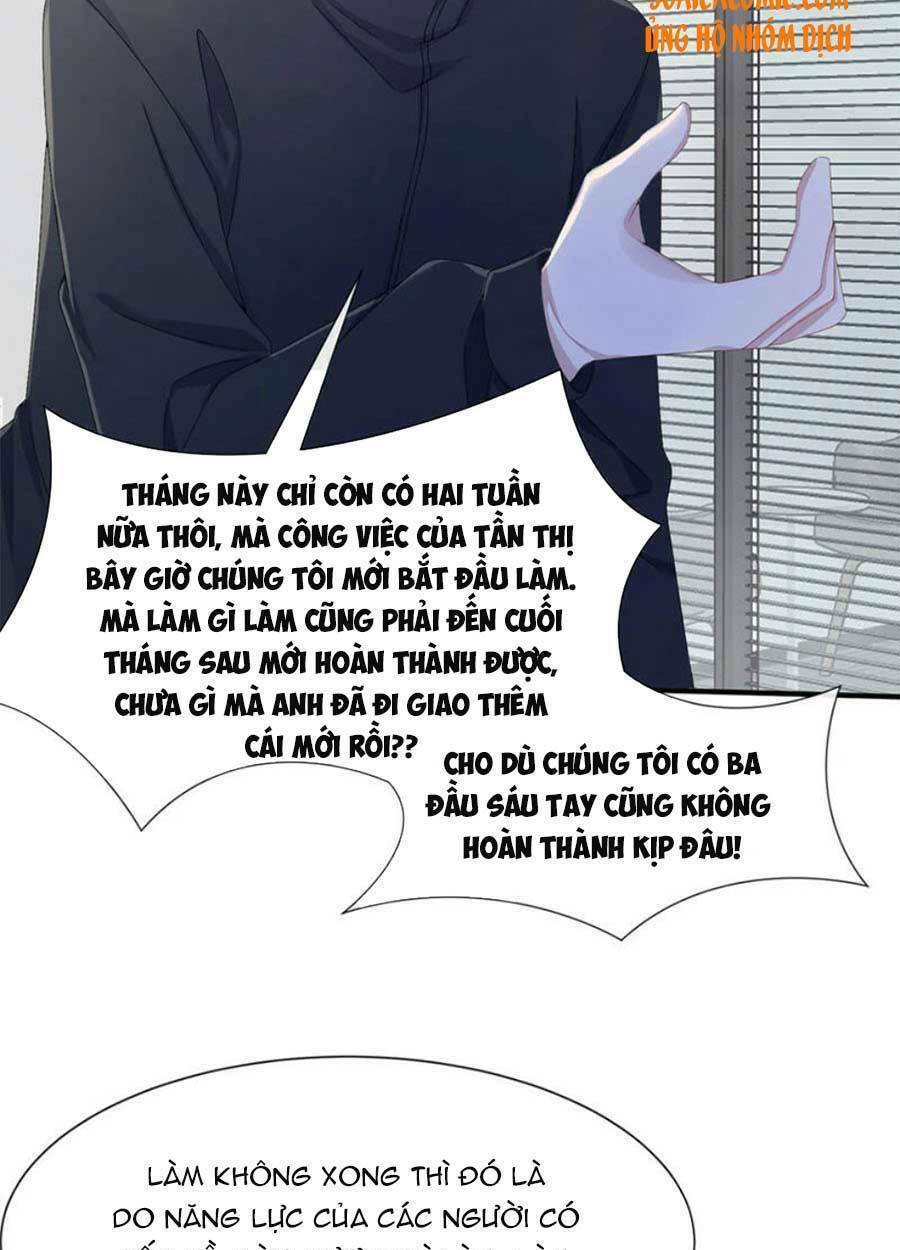 ỦNG HỘ NHÓM DỊCH
THÁNG NÀY CHỈ CÒN CÓ HAI TUẦN
NỮA THÔI, MÀ CÔNG VIỆC CỦA TẦN THỊ
BÂY GIỜ CHÚNG TÔI MỚI BẮT ĐẦU LÀM.
MÀ LÀM GÌ LÀM CŨNG PHẢI ĐẾN CUỐI
THÁNG SAU MỚI HOÀN THÀNH ĐƯỢC,
CHƯA GÌ MÀ ANH ĐÃ ĐI GIAO THÊM
CÁI MỚI RỒI??
CHO DÙ CHÚNG TÔI CÓ BA
ĐẦU SÁU TAY CŨNG KHÔNG
HOÀN THÀNH KỊP ĐÂU!
LÀM KHÔNG XONG THÌ ĐÓ LÀ
DO NĂNG LỰC CỦA CÁC NGƯỜI CÓ